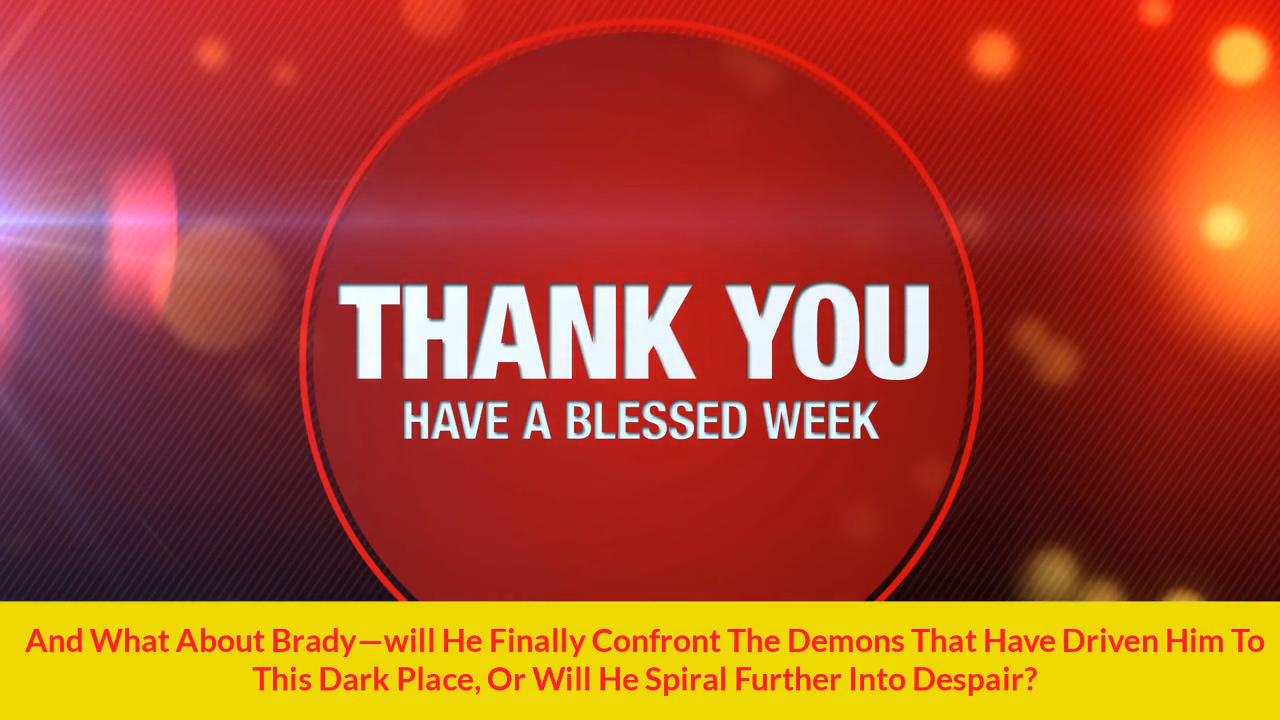 THANK YOU
HAVE A BLESSED WEEK
And What About Brady—will He Finally Confront The Demons That Have Driven Him To
This Dark Place, Or Will He Spiral Further Into Despair?